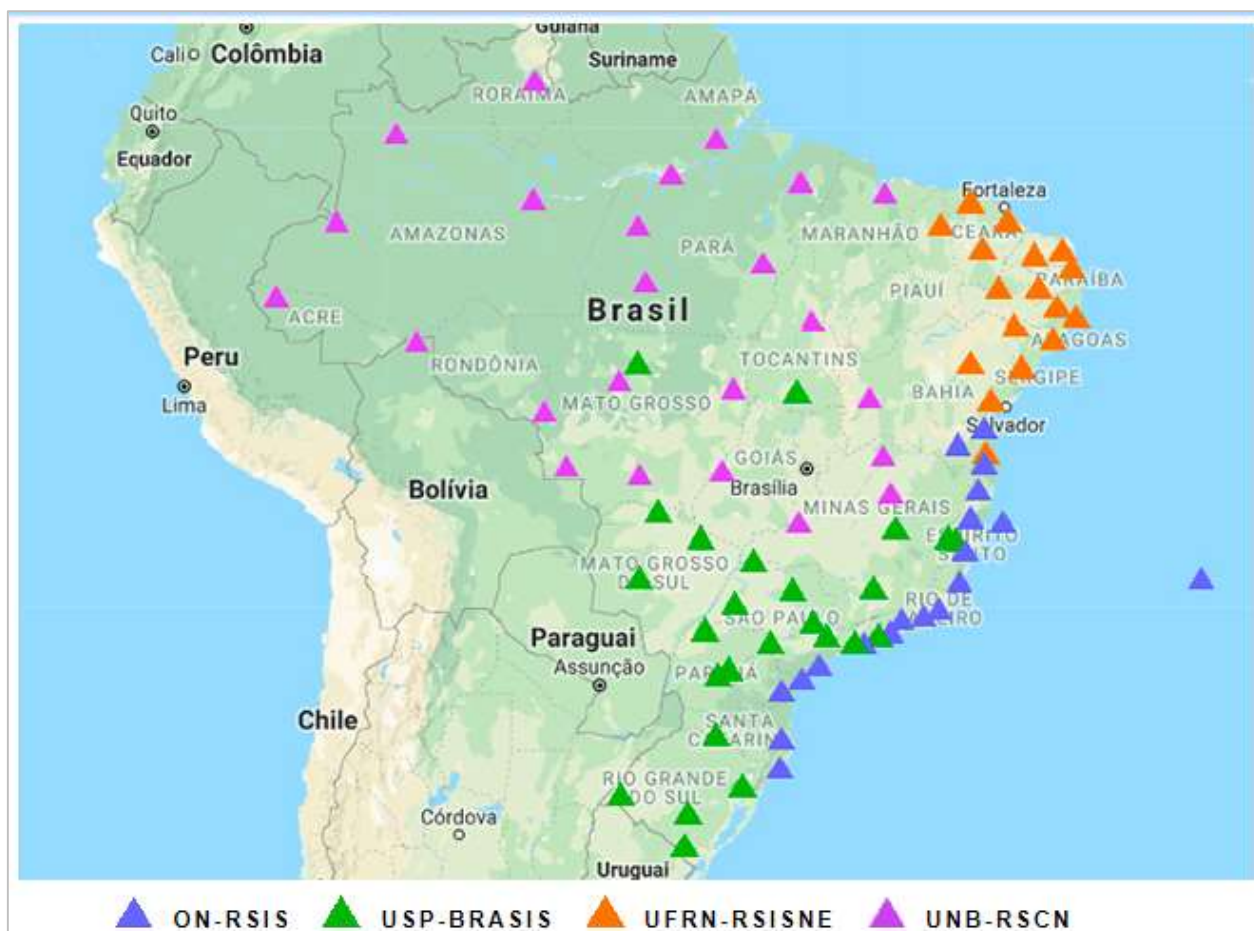 Guiana
Cali
Colômbia
Suriname
RORAIMA
AMAPÁ
Quito
Equador
Fortaleza
AMAZONAS
PARÁ
MARANHÃO
CEARÁ
PARAÍBA
PIAUÍ
Brasil
ACRE
Peru
RONDÔNIA
TOCANTINS
ALAGOAS
Lima
MATO GROSSO
BAHIA
SERGIPE
Salvador
GOIÁS
Bolívia
Brasília
MINAS GERAIS
ESPÍRITO
SANTO
MATO GROSSO
DO SUL
RIO DE
JANEIRO
SÃO PAULO
Paraguai
Assunção
PARANÁ
Chile
SANTA
CATARINA
RIO GRANDE
DO SUL
Córdova
Uruguai
ON-RSIS USP-BRASIS UFRN-RSISNE UNB-RSCN